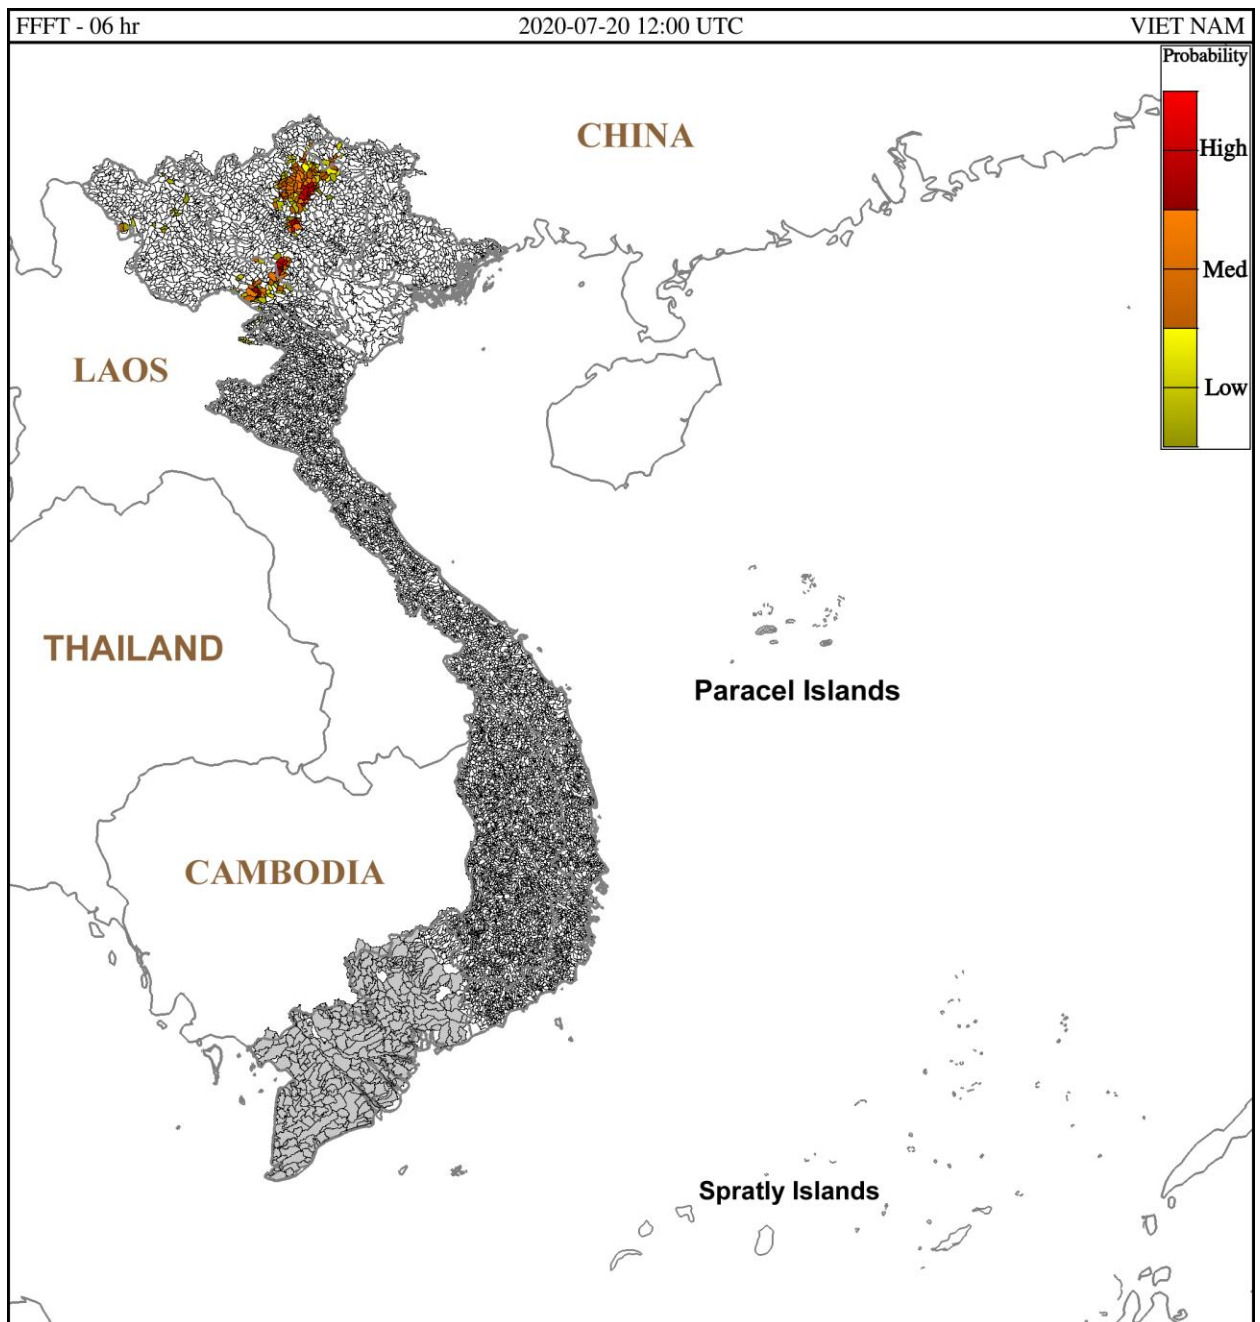 FFFT - 06 hr
2020-07-20 12:00 UTC
VIET NAM
Probability
High
Med
Low
CHINA
LAOS
THAILAND
Paracel Islands
CAMBODIA
Spratly Islands